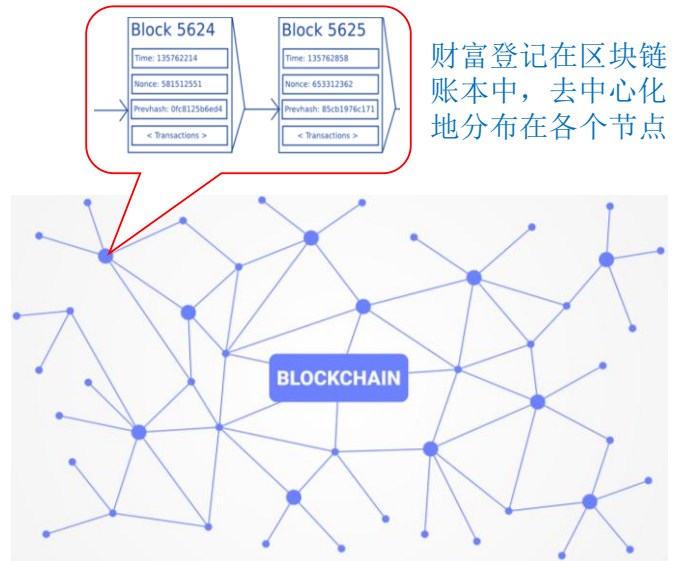 Block 5624
Time: 135762214
Nonce: 581512551
Prevhash: 0fc8125b6ed4
< Transactions >
Block 5625
Time: 135762858
Nonce: 653312362
Prevhash: 85cb1976c171
< Transactions >
财富登记在区块链
账本中，去中心化
地分布在各个节点
BLOCKCHAIN